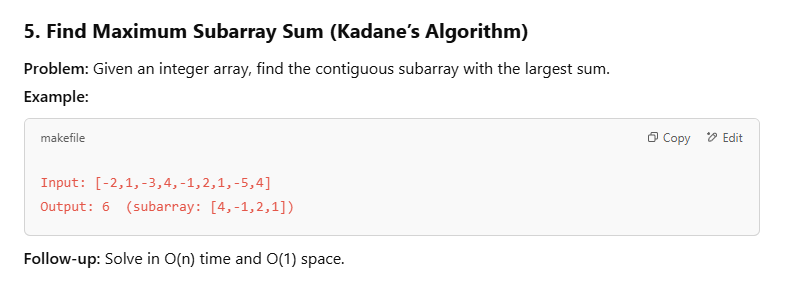 5. Find Maximum Subarray Sum (Kadane’s Algorithm)
Problem: Given an integer array, find the contiguous subarray with the largest sum.
Example:
makefile
Copy
Edit
Input: [-2,1,-3,4,-1,2,1,-5,4]
Output: 6  (subarray: [4,-1,2,1])
Follow-up: Solve in O(n) time and O(1) space.